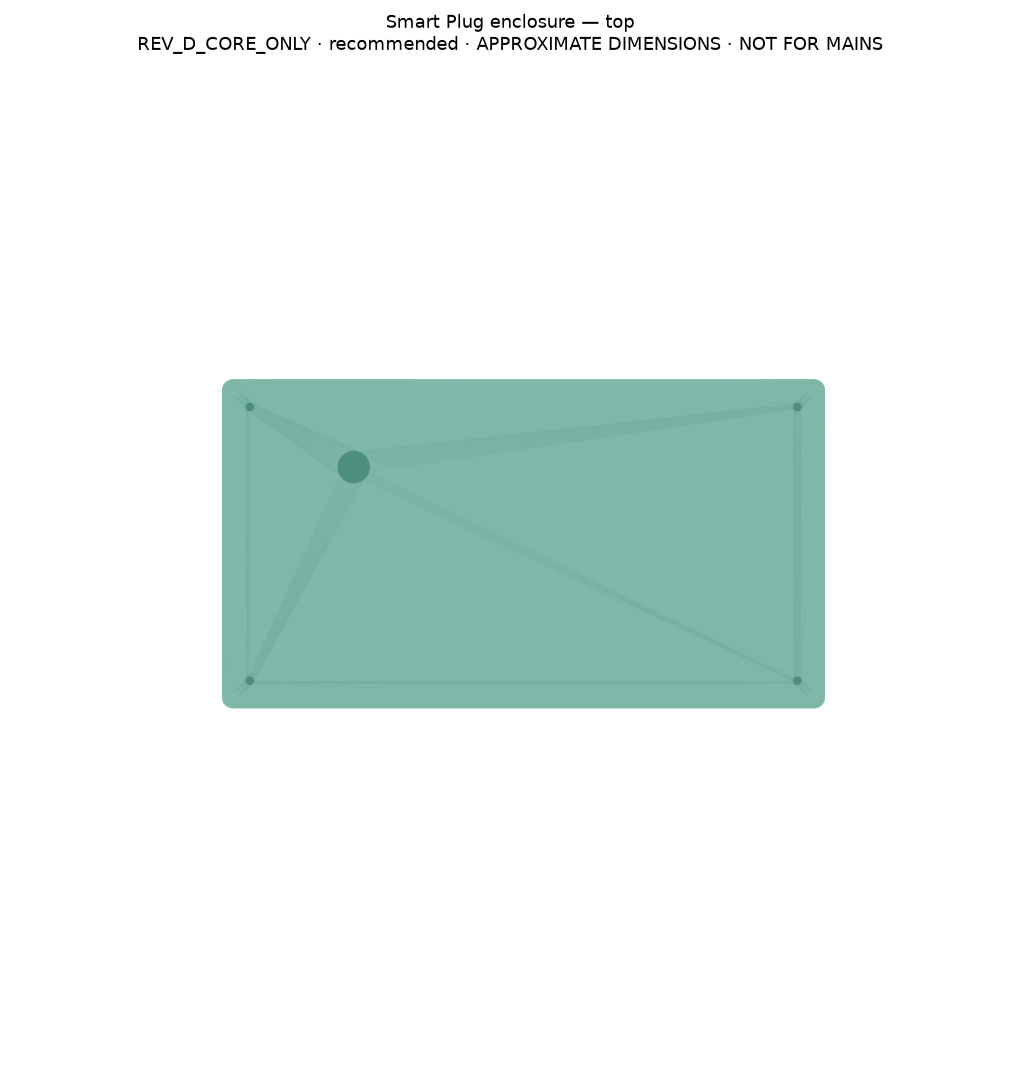 Smart Plug enclosure — top
REV_D_CORE_ONLY · recommended · APPROXIMATE DIMENSIONS · NOT FOR MAINS